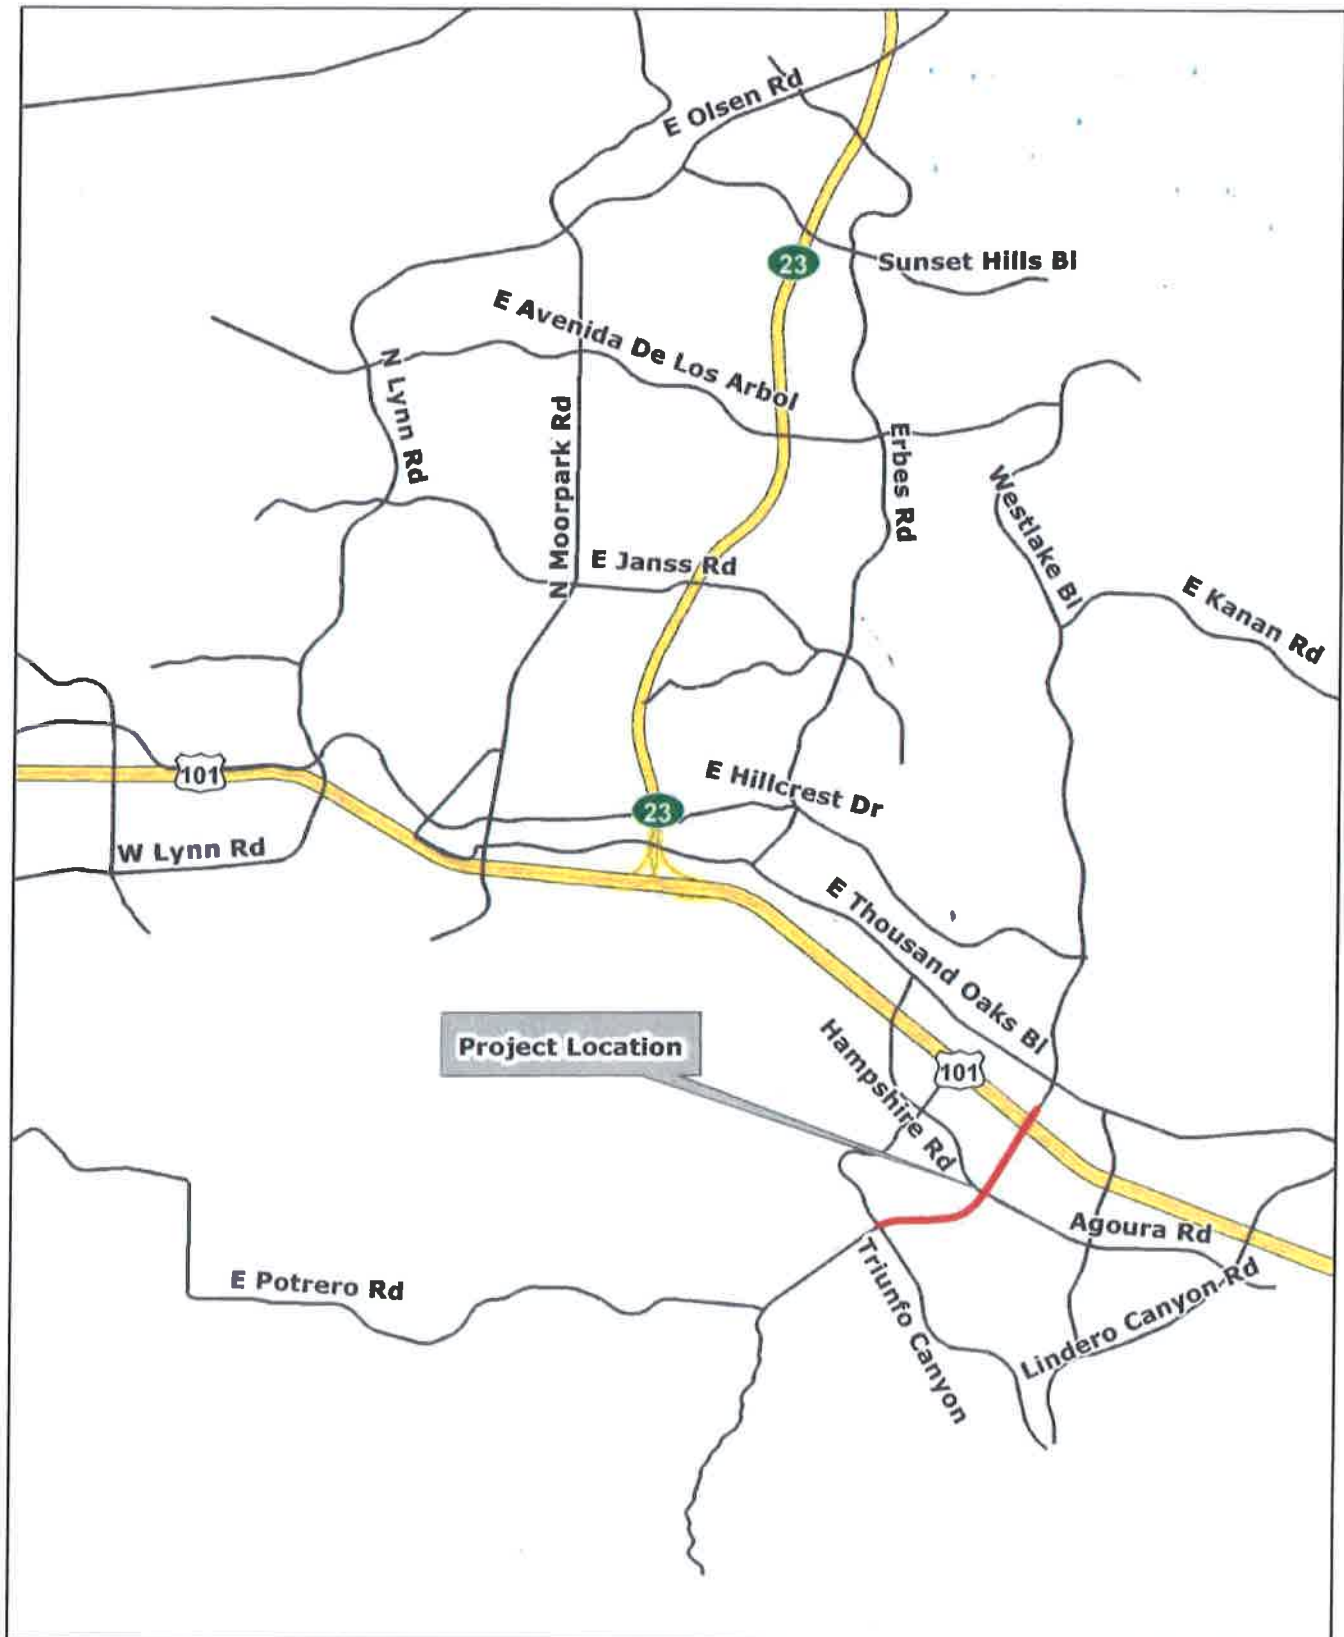 E Olsen Rd
23
Sunset Hills Bl
E Avenida De Los Arbol
N Lynn Rd
N Moorpark Rd
Erbes Rd
Westlake Bl
E Janss Rd
E Kanan Rd
101
E Hillcrest Dr
23
W Lynn Rd
E Thousand Oaks Bl
Project Location
Hampshire Rd
101
Agoura Rd
E Potrero Rd
Triunfo Canyon
Lindero Canyon Rd